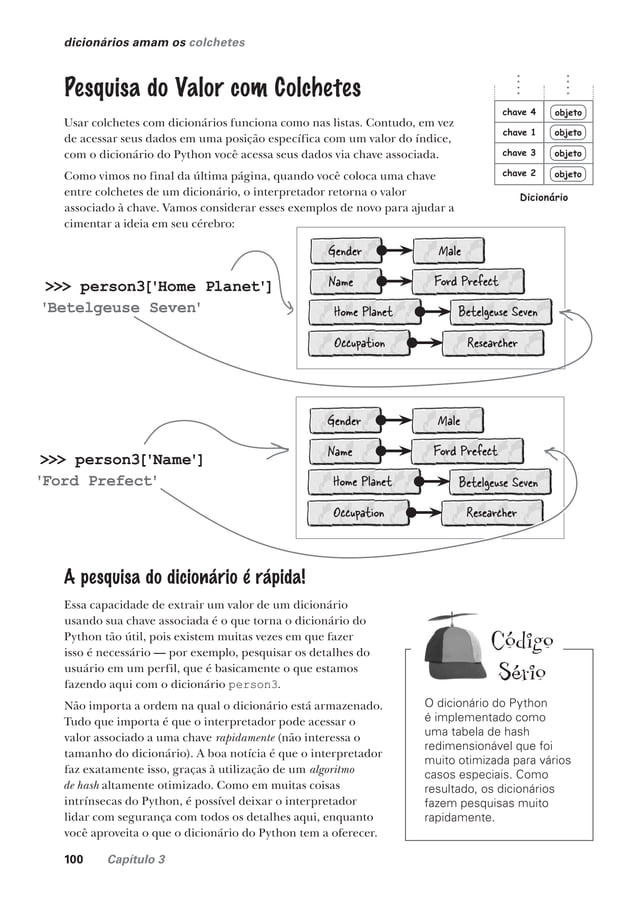 dicionários amam os colchetes
Pesquisa do Valor com Colchetes
Usar colchetes com dicionários funciona como nas listas. Contudo, em vez
de acessar seus dados em uma posição específica com um valor do índice,
com o dicionário do Python você acessa seus dados via chave associada.
Como vimos no final da última página, quando você coloca uma chave
entre colchetes de um dicionário, o interpretador retorna o valor
associado à chave. Vamos considerar esses exemplos de novo para ajudar a
cimentar a ideia em seu cérebro:
chave 4 objeto
chave 1 objeto
chave 3 objeto
chave 2 objeto
Dicionário
>>> person3['Home Planet']
'Betelgeuse Seven'
Gender Male
Name Ford Prefect
Home Planet Betelgeuse Seven
Occupation Researcher
>>> person3['Name']
'Ford Prefect'
Gender Male
Name Ford Prefect
Home Planet Betelgeuse Seven
Occupation Researcher
A pesquisa do dicionário é rápida!
Essa capacidade de extrair um valor de um dicionário
usando sua chave associada é o que torna o dicionário do
Python tão útil, pois existem muitas vezes em que fazer
isso é necessário — por exemplo, pesquisar os detalhes do
usuário em um perfil, que é basicamente o que estamos
fazendo aqui com o dicionário person3.
Não importa a ordem na qual o dicionário está armazenado.
Tudo que importa é que o interpretador pode acessar o
valor associado a uma chave rapidamente (não interessa o
tamanho do dicionário). A boa notícia é que o interpretador
faz exatamente isso, graças à utilização de um algoritmo
de hash altamente otimizado. Como em muitas coisas
intrínsecas do Python, é possível deixar o interpretador
lidar com segurança com todos os detalhes aqui, enquanto
você aproveita o que o dicionário do Python tem a oferecer.
Código
Sério
O dicionário do Python
é implementado como
uma tabela de hash
redimensionável que foi
muito otimizada para vários
casos especiais. Como
resultado, os dicionários
fazem pesquisas muito
rapidamente.
100 Capítulo 3